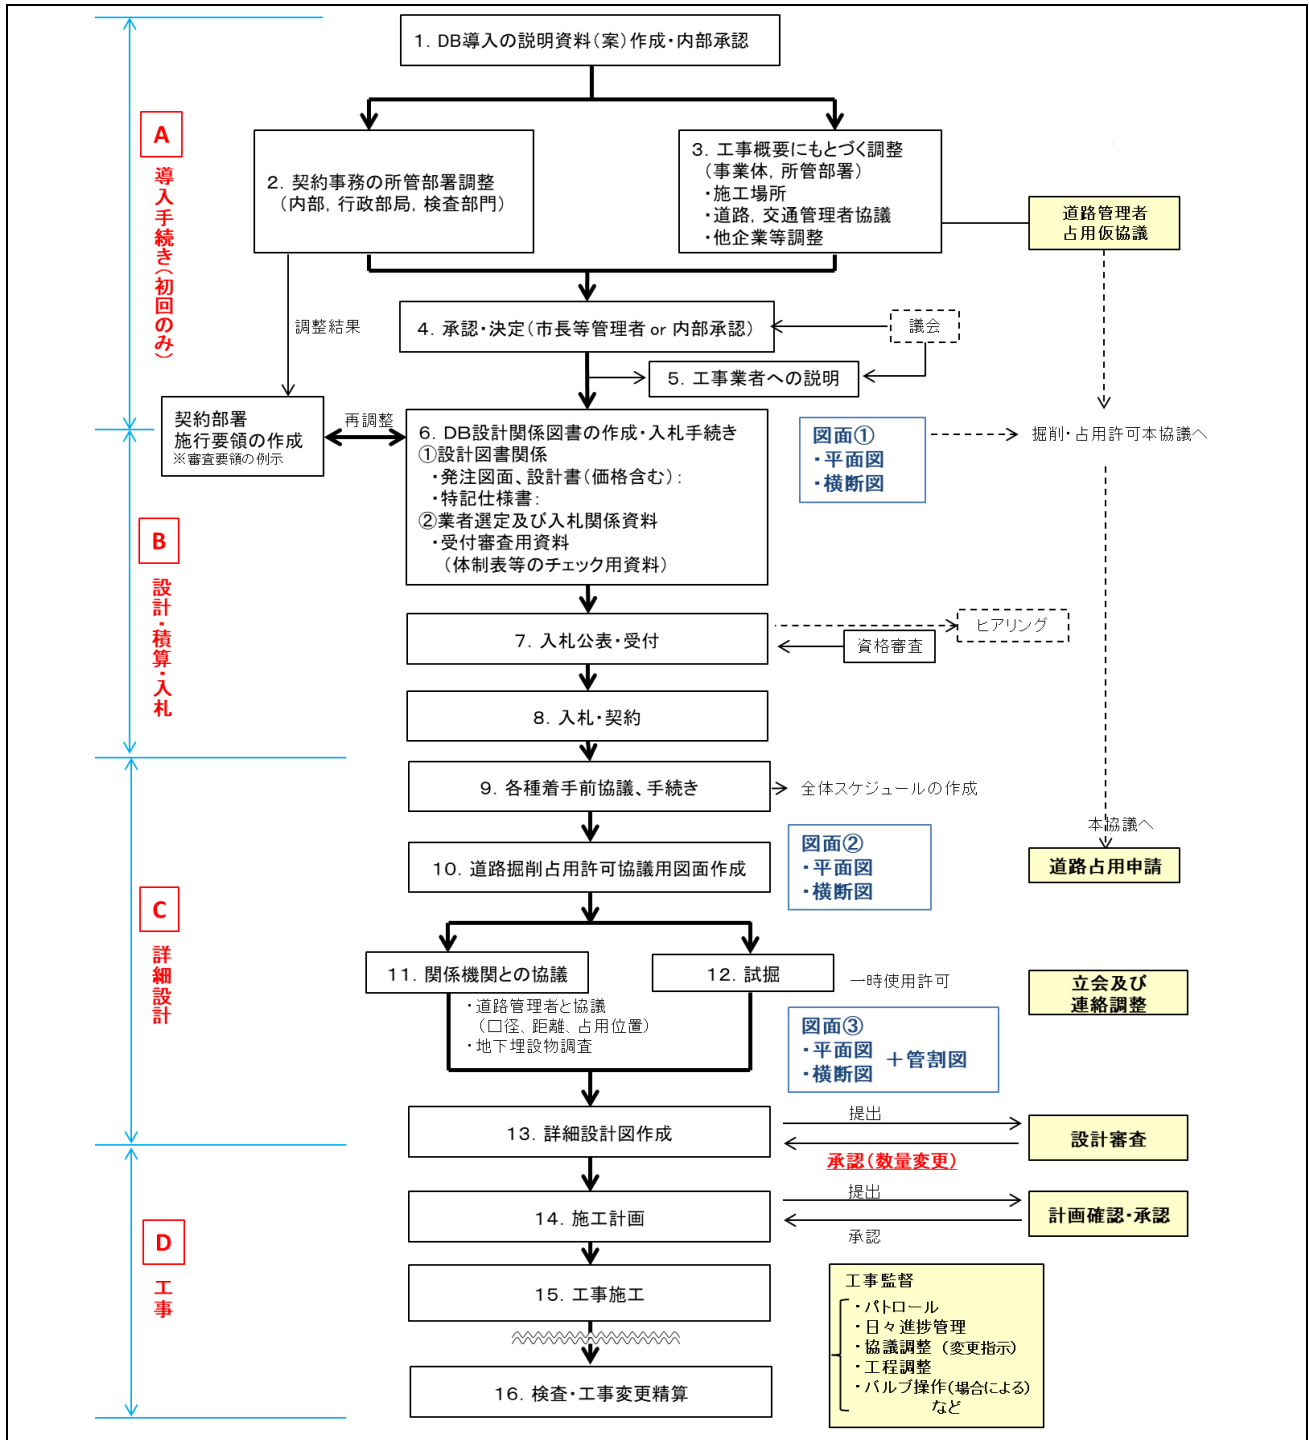 1．DB導入の説明資料（案）作成・内部承認
A
導入手続き（初回のみ）
2．契約事務の所管部署調整
（内部，行政部局，検査部門）
3．工事概要にもとづく調整
（事業体，所管部署）
・施工場所
・道路，交通管理者協議
・他企業等調整
道路管理者
占用仮協議
調整結果
4．承認・決定（市長等管理者 or 内部承認）
議会
5．工事業者への説明
契約部署
施行要領の作成
※審査要領の例示
再調整
6．DB設計関係図書の作成・入札手続き
①設計図書関係
・発注図面、設計書（価格含む）：
・特記仕様書：
②業者選定及び入札関係資料
・受付審査用資料
（体制表等のチェック用資料）
図面①
・平面図
・横断図
掘削・占用許可本協議へ
B
設計・積算・入札
7．入札公表・受付
ヒアリング
資格審査
8．入札・契約
9．各種着手前協議、手続き
全体スケジュールの作成
本協議へ
10．道路掘削占用許可協議用図面作成
図面②
・平面図
・横断図
道路占用申請
C
詳細設計
11．関係機関との協議
・道路管理者と協議
（口径、距離、占用位置）
・地下埋設物調査
12．試掘
一時使用許可
立会及び
連絡調整
図面③
・平面図
・横断図
＋管割図
13．詳細設計図作成
提出
承認（数量変更）
設計審査
D
工事
14．施工計画
提出
承認
計画確認・承認
15．工事施工
工事監督
・パトロール
・日々進捗管理
・協議調整（変更指示）
・工程調整
・バルブ操作（場合による）
など
16．検査・工事変更精算